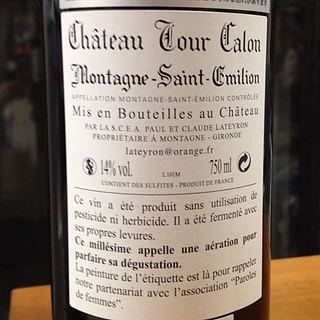 Château Tour Calon
Montagne-Saint-Emilion
APPELLATION MONTAGNE-SAINT-ÉMILION CONTRÔLÉE
Mis en Bouteilles au Château
PAR LA S.C.E.A. PAUL ET CLAUDE LATEYRON
PROPRIÉTAIRE À MONTAGNE - GIRONDE
lateyron@orange.fr
14% vol. L101M 750 ml
CONTIENT DES SULFITES - PRODUIT DE FRANCE
Ce vin a été produit sans utilisation de
pesticide ni herbicide. Il a été fermenté avec
ses propres levures.
Ce millésime appelle une aération pour
parfaire sa dégustation.
La peinture de l'étiquette est là pour rappeler
notre partenariat avec l'association "Paroles
de femmes".